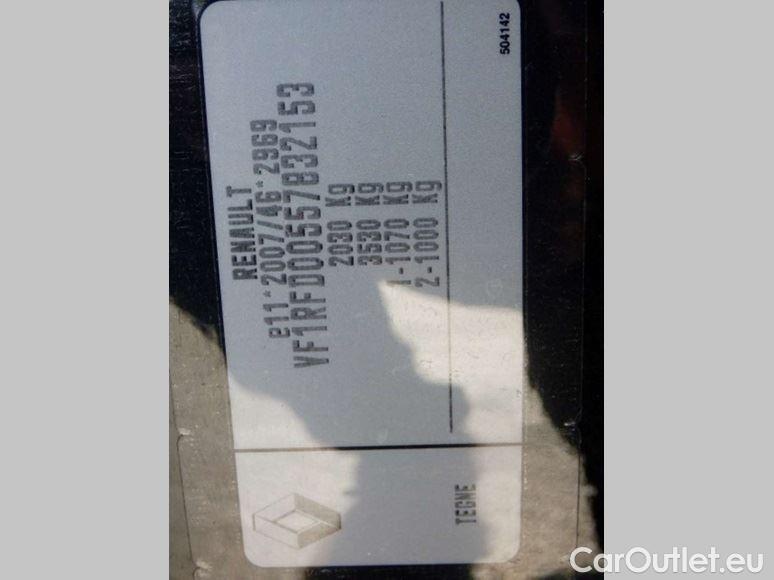 RENAULT
e11*2007/46*2969
VF1RFD00557832153
2030 Kg
3530 Kg
1-1070 Kg
2-1000 Kg
504142
TEGNE
CarOutlet.eu